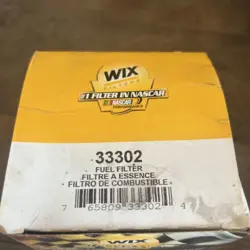 WIX
FILTERS
#1 FILTER IN NASCAR
NASCAR
33302
FUEL FILTER
FILTRE A ESSENCE
FILTRO DE COMBUSTIBLE
7 65809 33302 4
WIX